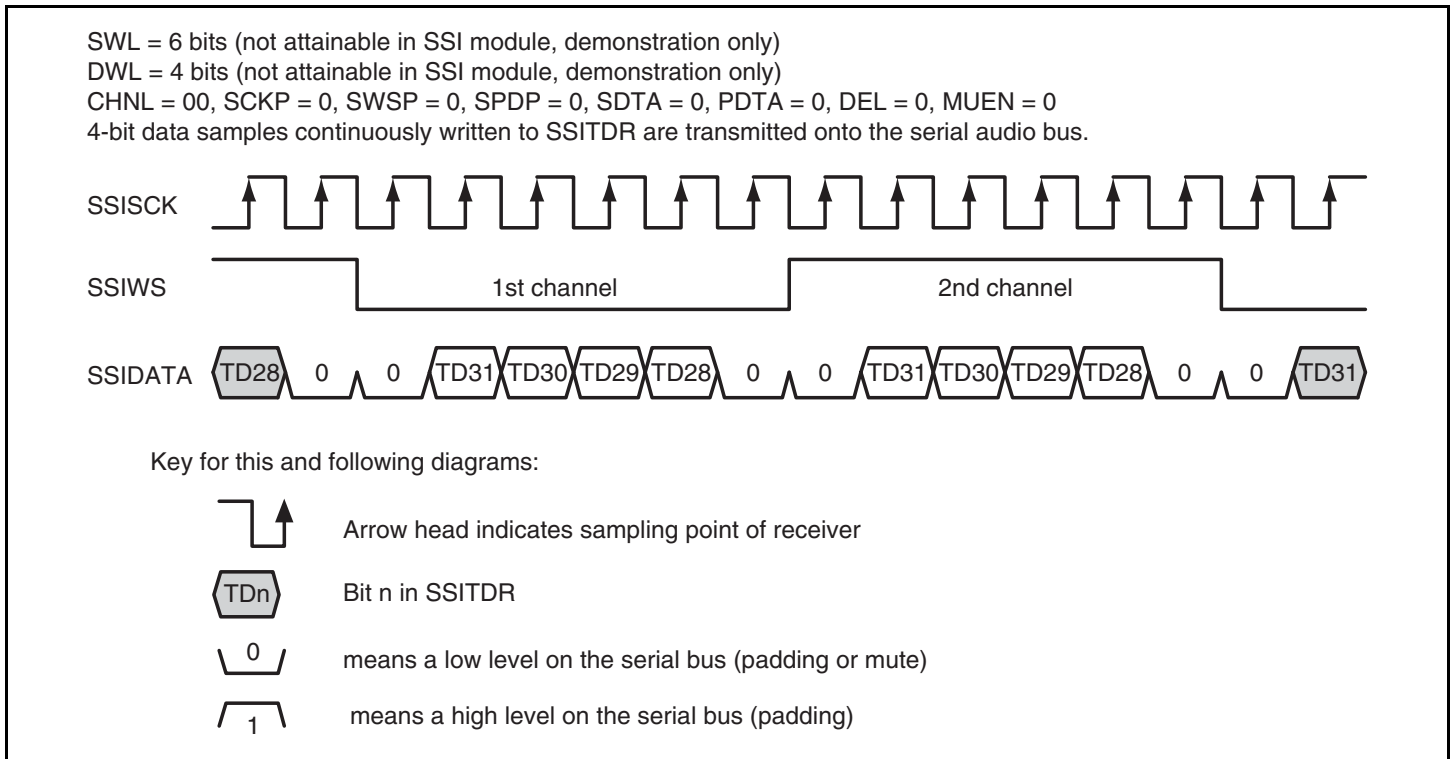 SWL = 6 bits (not attainable in SSI module, demonstration only)
DWL = 4 bits (not attainable in SSI module, demonstration only)
CHNL = 00, SCKP = 0, SWSP = 0, SPDP = 0, SDTA = 0, PDTA = 0, DEL = 0, MUEN = 0
4-bit data samples continuously written to SSITDR are transmitted onto the serial audio bus.
SSISCK
SSIWS 1st channel 2nd channel
SSIDATA TD28 0 0 TD31 TD30 TD29 TD28 0 0 TD31 TD30 TD29 TD28 0 0 TD31
Key for this and following diagrams:
Arrow head indicates sampling point of receiver
TDn Bit n in SSITDR
0 means a low level on the serial bus (padding or mute)
1 means a high level on the serial bus (padding)